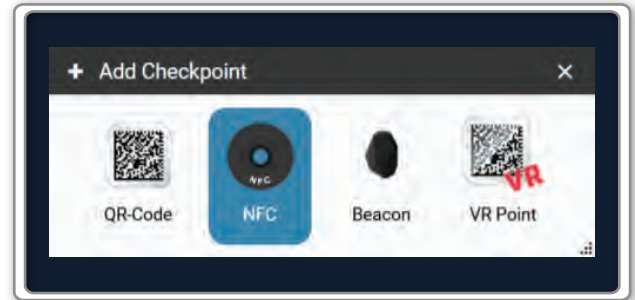 + Add Checkpoint ×
NFC
VR
QR-Code NFC Beacon VR Point